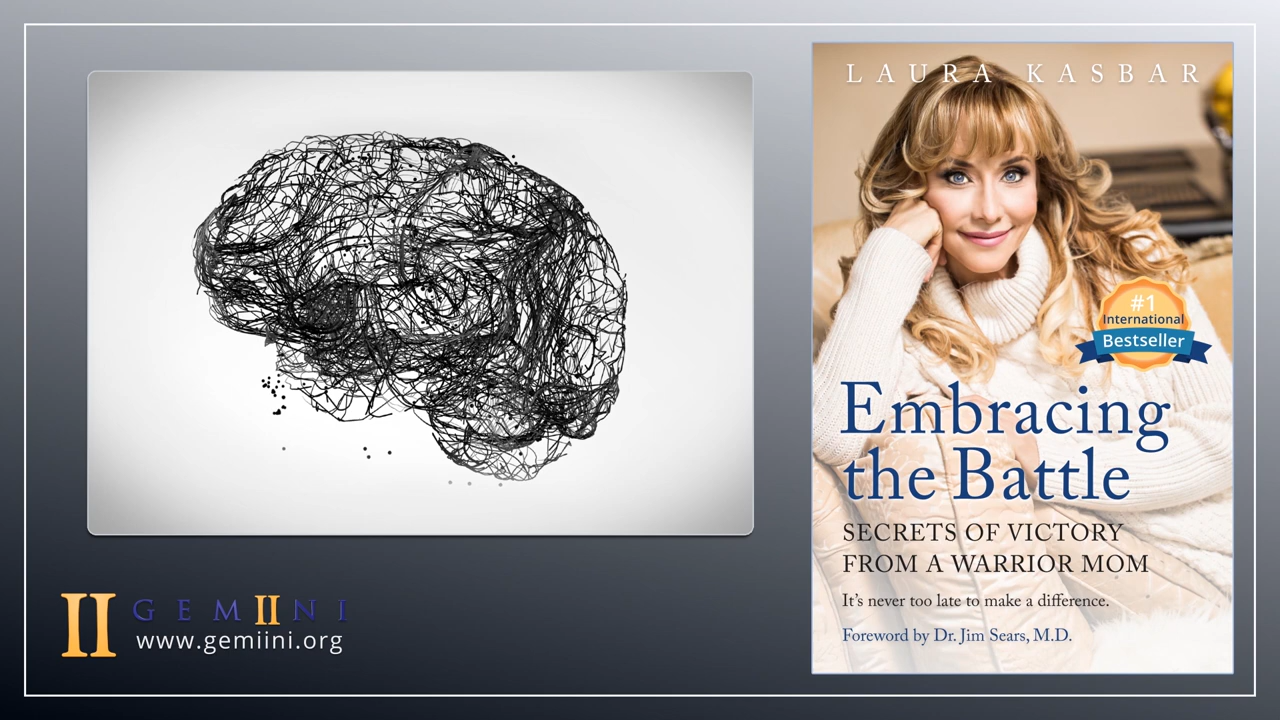 LAURA KASBAR
#1
International
Bestseller
Embracing
the Battle
SECRETS OF VICTORY
FROM A WARRIOR MOM
It's never too late to make a difference.
Foreword by Dr. Jim Sears, M.D.
II GEMIINI
www.gemiini.org